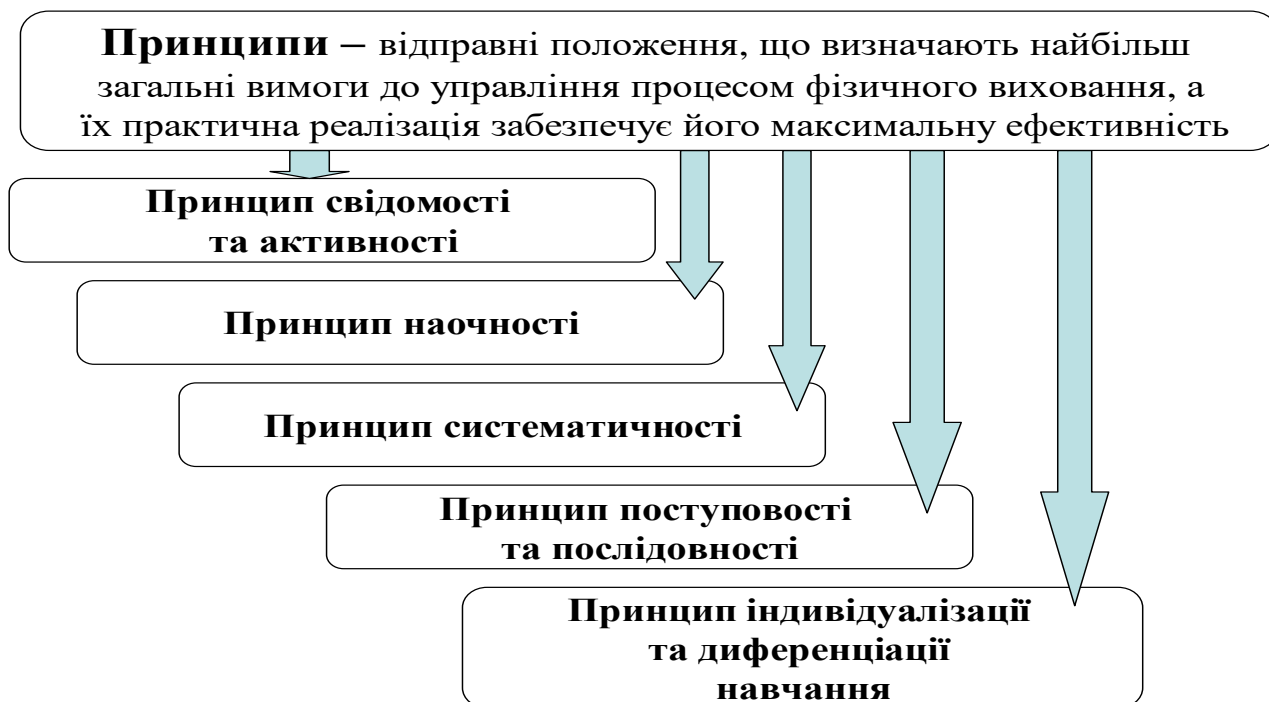 Принципи – відправні положення, що визначають найбільш
загальні вимоги до управління процесом фізичного виховання, а
їх практична реалізація забезпечує його максимальну ефективність
Принцип свідомості
та активності
Принцип наочності
Принцип систематичності
Принцип поступовості
та послідовності
Принцип індивідуалізації
та диференціації
навчання